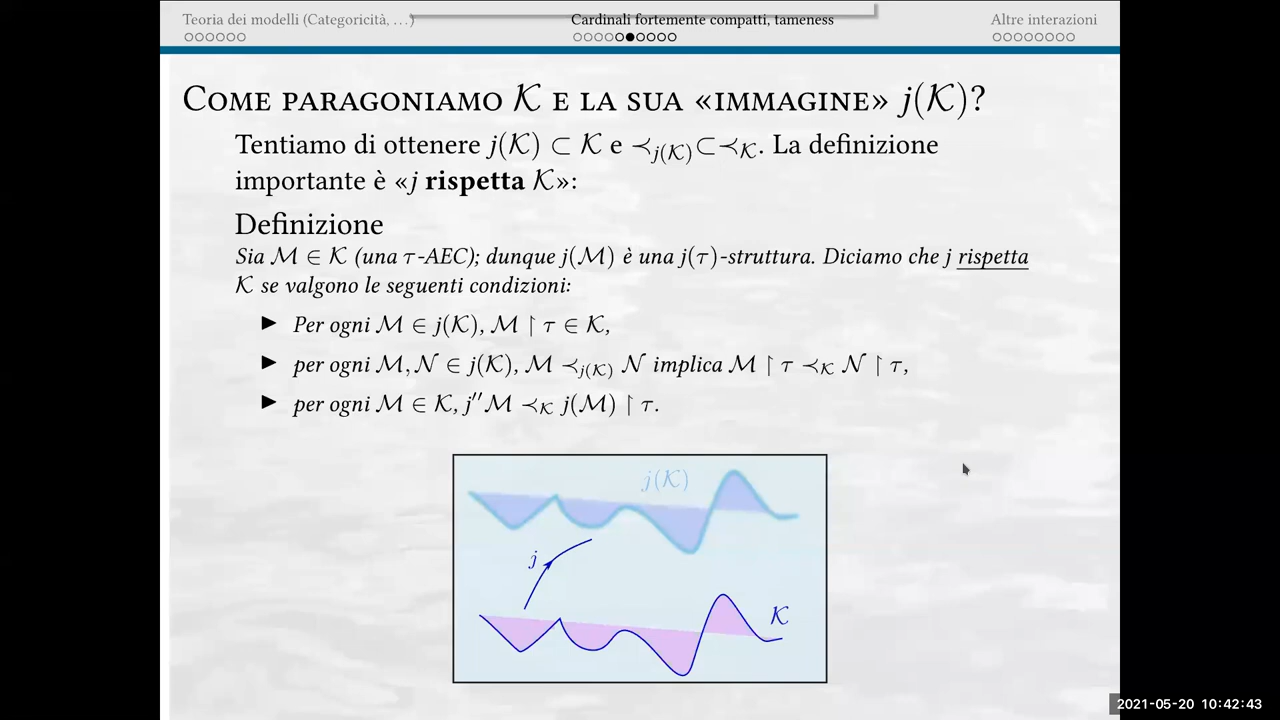 Teoria dei modelli (Categoricità, …)
Cardinali fortemente compatti, tameness
Altre interazioni
Come paragoniamo 𝒦 e la sua «immagine» j(𝒦)?
Tentiamo di ottenere j(𝒦) ⊂ 𝒦 e ≺_{j(𝒦)}⊂≺_𝒦. La definizione
importante è «j rispetta 𝒦»:
Definizione
Sia ℳ ∈ 𝒦 (una τ-AEC); dunque j(ℳ) è una j(τ)-struttura. Diciamo che j rispetta
𝒦 se valgono le seguenti condizioni:
► Per ogni ℳ ∈ j(𝒦), ℳ ↾ τ ∈ 𝒦,
► per ogni ℳ, 𝒩 ∈ j(𝒦), ℳ ≺_{j(𝒦)} 𝒩 implica ℳ ↾ τ ≺_𝒦 𝒩 ↾ τ,
► per ogni ℳ ∈ 𝒦, j″ℳ ≺_𝒦 j(ℳ) ↾ τ.
j(𝒦)
j
𝒦
2021-05-20 10:42:43